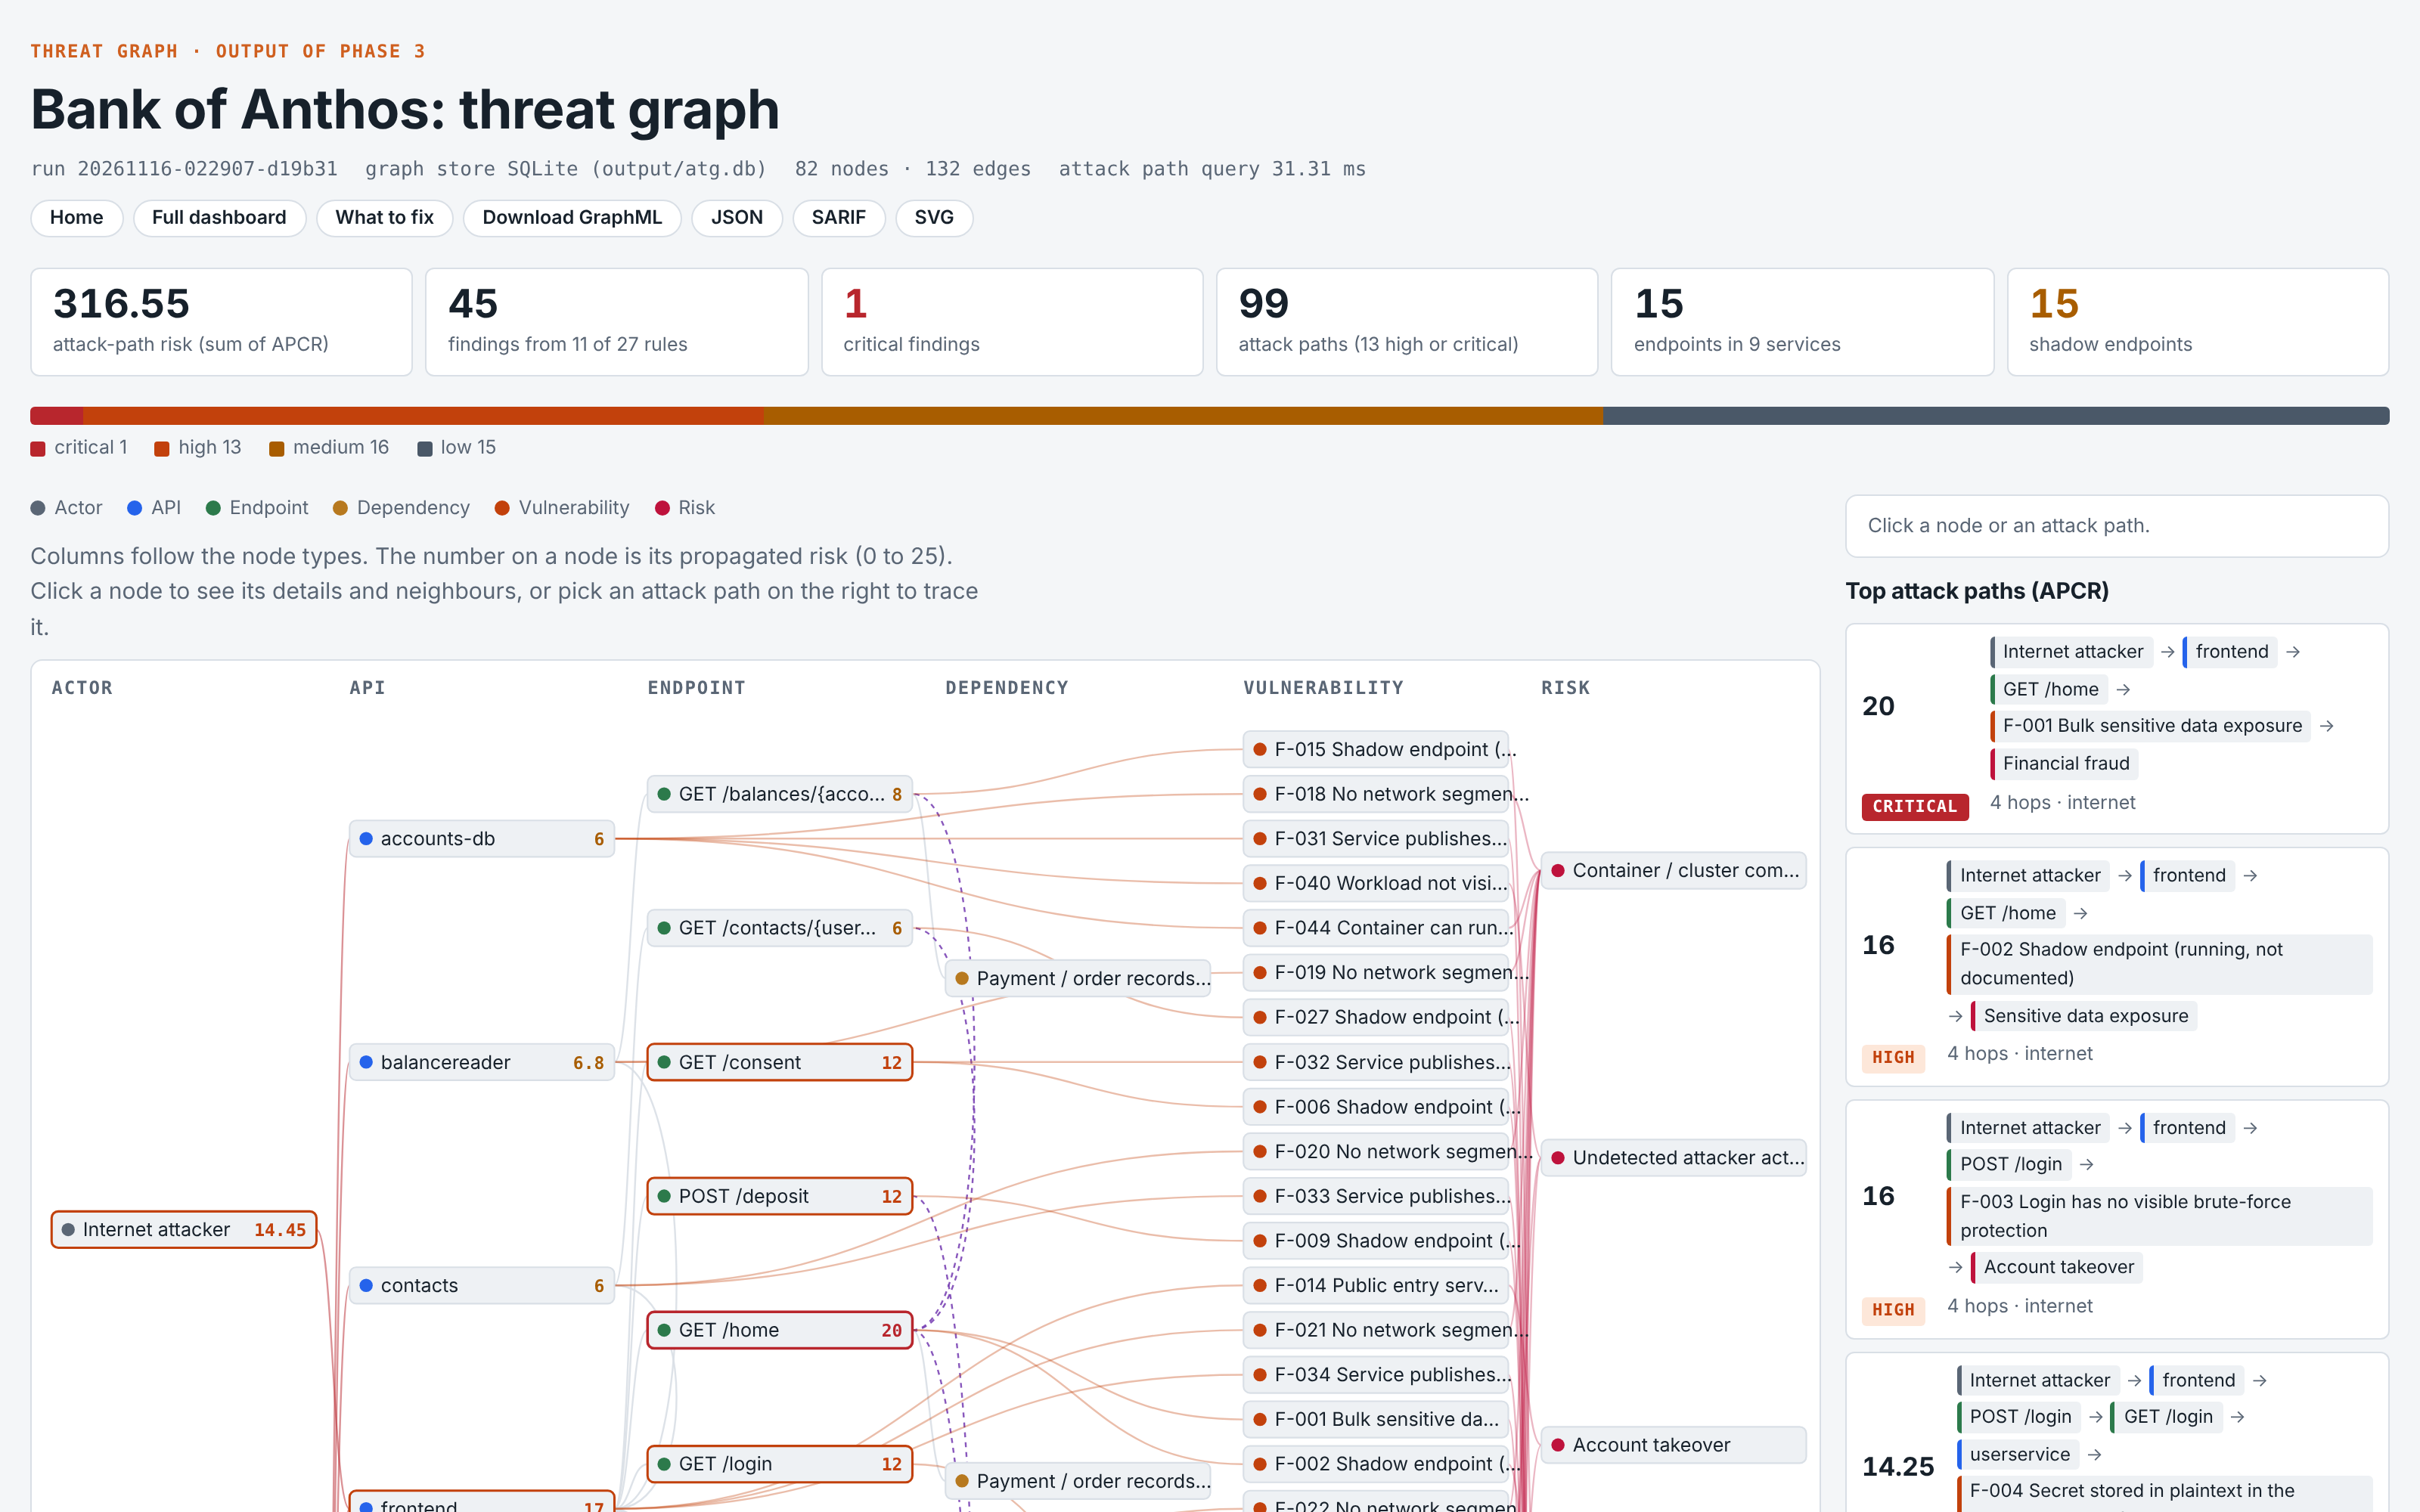 THREAT GRAPH · OUTPUT OF PHASE 3
Bank of Anthos: threat graph
run 20261116-022907-d19b31 graph store SQLite (output/atg.db) 82 nodes · 132 edges attack path query 31.31 ms
Home Full dashboard What to fix Download GraphML JSON SARIF SVG
316.55
attack-path risk (sum of APCR)
45
findings from 11 of 27 rules
1
critical findings
99
attack paths (13 high or critical)
15
endpoints in 9 services
15
shadow endpoints
critical 1 high 13 medium 16 low 15
Actor API Endpoint Dependency Vulnerability Risk
Columns follow the node types. The number on a node is its propagated risk (0 to 25).
Click a node to see its details and neighbours, or pick an attack path on the right to trace
it.
ACTOR API ENDPOINT DEPENDENCY VULNERABILITY RISK
Internet attacker 14.45
accounts-db 6
balancereader 6.8
contacts 6
frontend 17
GET /balances/{acco... 8
GET /contacts/{user... 6
GET /consent 12
POST /deposit 12
GET /home 20
GET /login 12
Payment / order records...
Payment / order records...
F-015 Shadow endpoint (...
F-018 No network segmen...
F-031 Service publishes...
F-040 Workload not visi...
F-044 Container can run...
F-019 No network segmen...
F-027 Shadow endpoint (...
F-032 Service publishes...
F-006 Shadow endpoint (...
F-020 No network segmen...
F-033 Service publishes...
F-009 Shadow endpoint (...
F-014 Public entry serv...
F-021 No network segmen...
F-034 Service publishes...
F-001 Bulk sensitive da...
F-002 Shadow endpoint (...
F-022 No network segmen...
Container / cluster com...
Undetected attacker act...
Account takeover
Click a node or an attack path.
Top attack paths (APCR)
20
CRITICAL
Internet attacker → frontend →
GET /home →
F-001 Bulk sensitive data exposure →
Financial fraud
4 hops · internet
16
HIGH
Internet attacker → frontend →
GET /home →
F-002 Shadow endpoint (running, not
documented)
→ Sensitive data exposure
4 hops · internet
16
HIGH
Internet attacker → frontend →
POST /login →
F-003 Login has no visible brute-force
protection
→ Account takeover
4 hops · internet
14.25
Internet attacker → frontend →
POST /login → GET /login →
userservice →
F-004 Secret stored in plaintext in the